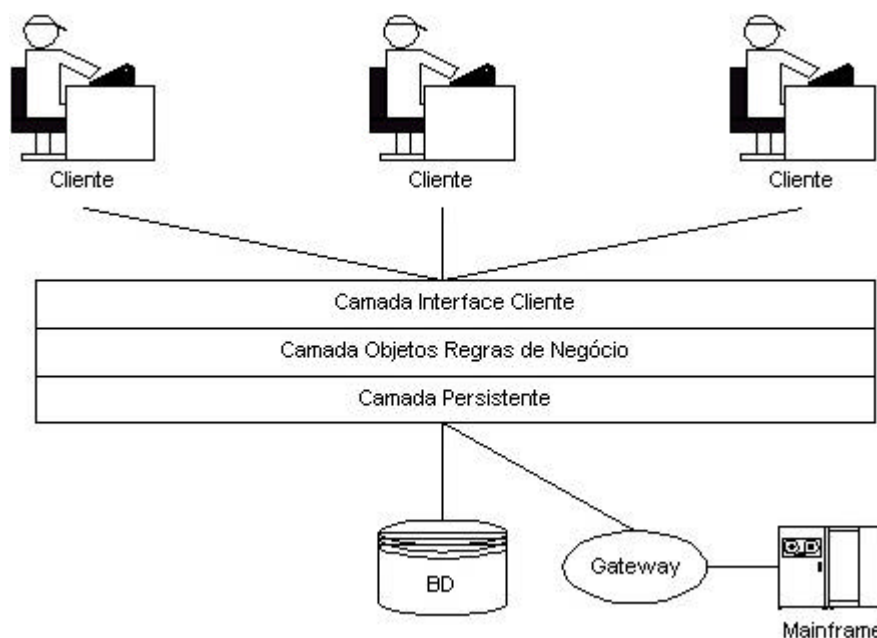 Cliente
Cliente
Cliente
Camada Interface Cliente
Camada Objetos Regras de Negócio
Camada Persistente
BD
Gateway
Mainframe